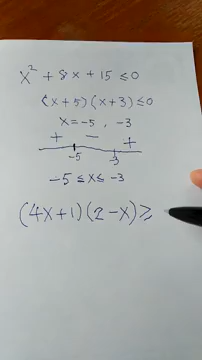 x² + 8x + 15 ≤ 0
(x+5)(x+3) ≤ 0
x = -5 , -3
+ − +
-5 -3
-5 ≤ x ≤ -3
(4x+1)(2-x) ≥